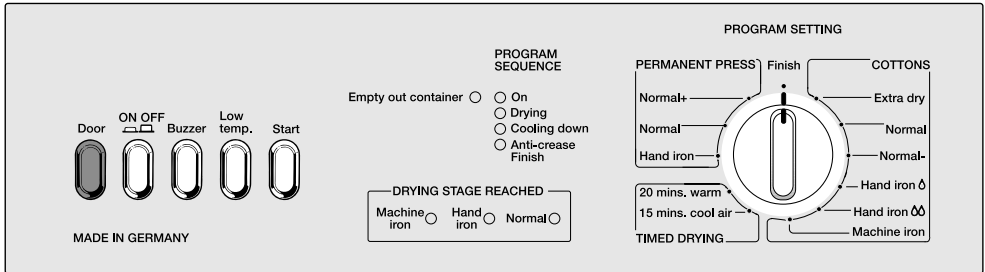 PROGRAM SETTING
PROGRAM
SEQUENCE
Empty out container
On
Drying
Cooling down
Anti-crease
Finish
PERMANENT PRESS
Finish
COTTONS
Normal+
Normal
Hand iron
Extra dry
Normal
Normal-
Hand iron
Hand iron
Machine iron
20 mins. warm
15 mins. cool air
TIMED DRYING
Door
ON OFF
Buzzer
Low
temp.
Start
DRYING STAGE REACHED
Machine
iron
Hand
iron
Normal
MADE IN GERMANY